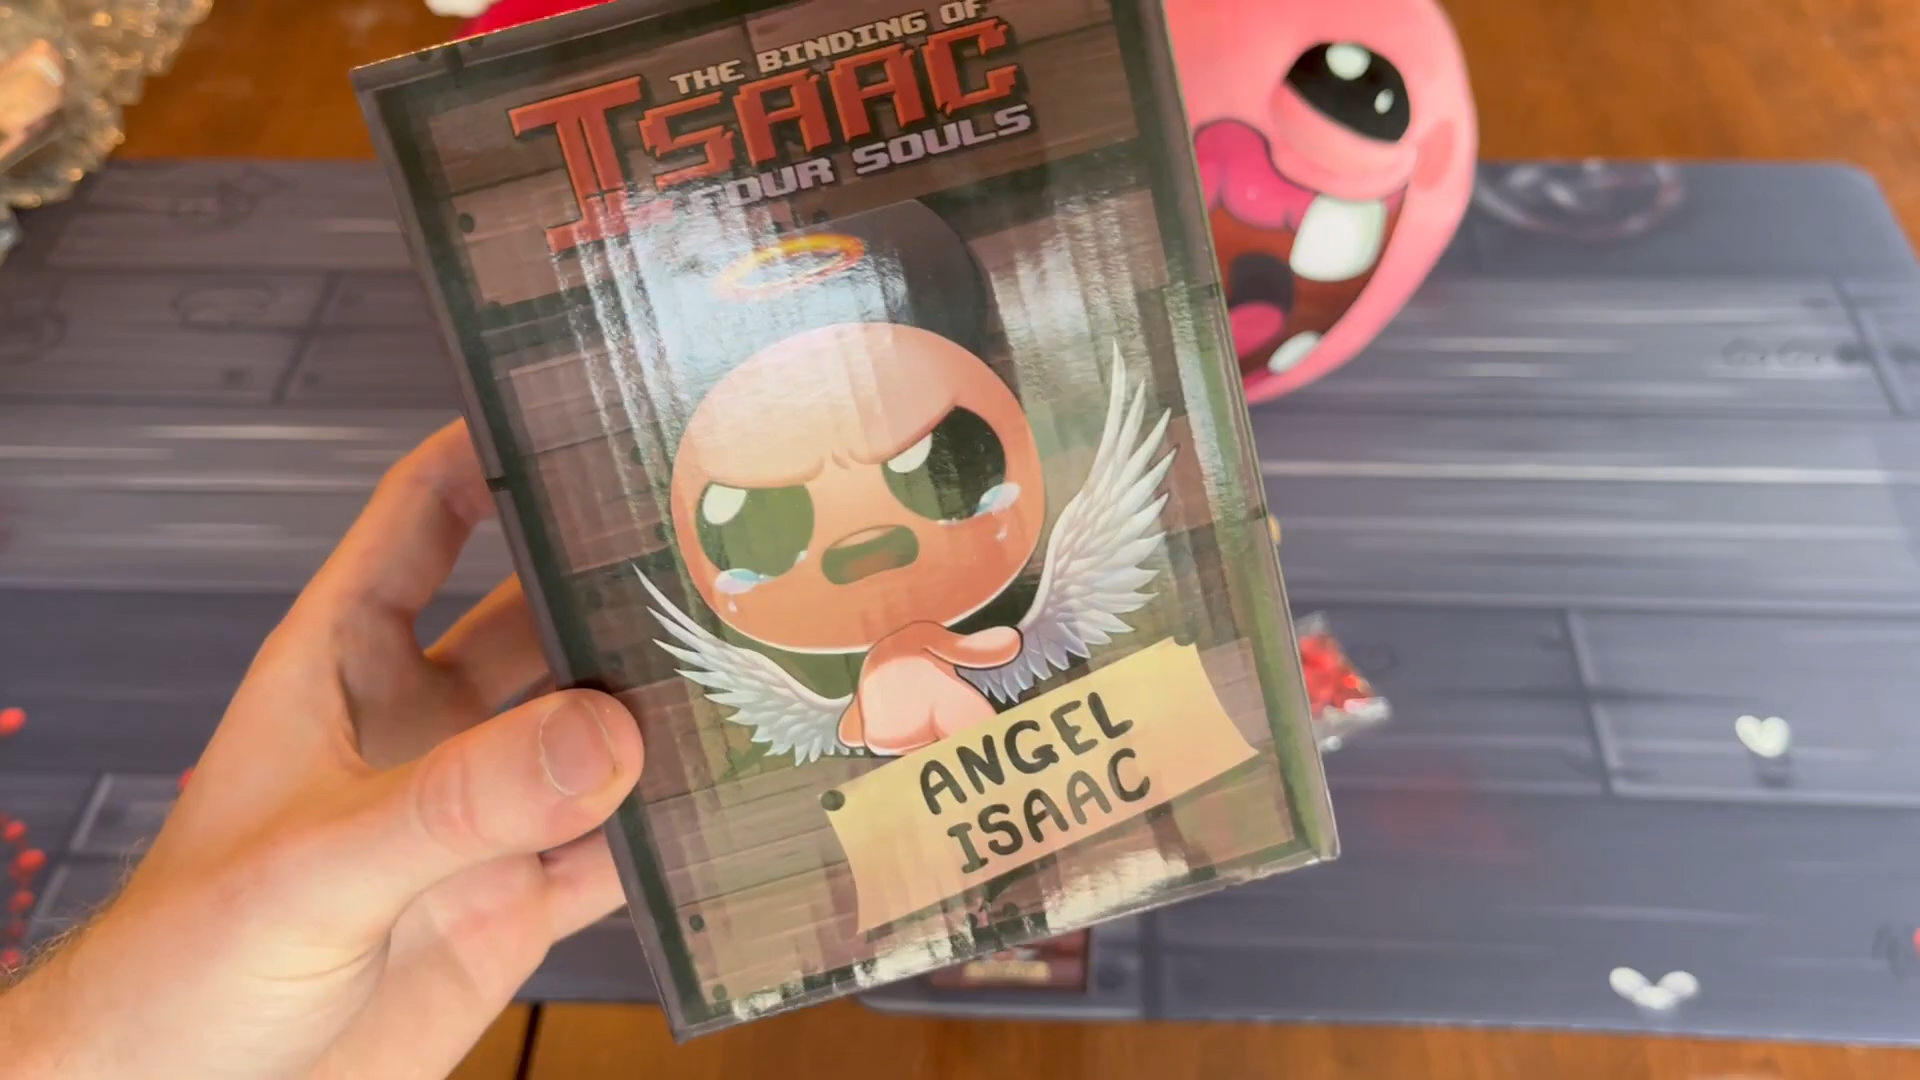 THE BINDING OF
ISAAC
FOUR SOULS
ANGEL
ISAAC